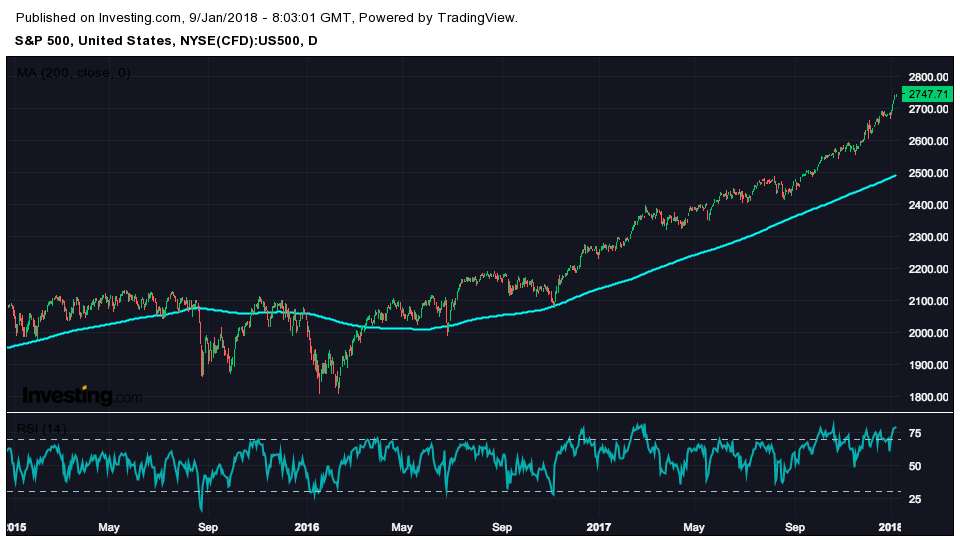 Published on Investing.com, 9/Jan/2018 - 8:03:01 GMT, Powered by TradingView.
S&P 500, United States, NYSE(CFD):US500, D
MA (200, close, 0)
2800.00
2747.71
2700.00
2600.00
2500.00
2400.00
2300.00
2200.00
2100.00
2000.00
1900.00
1800.00
Investing.com
RSI (14)
75
50
25
2015 May Sep 2016 May Sep 2017 May Sep 2018